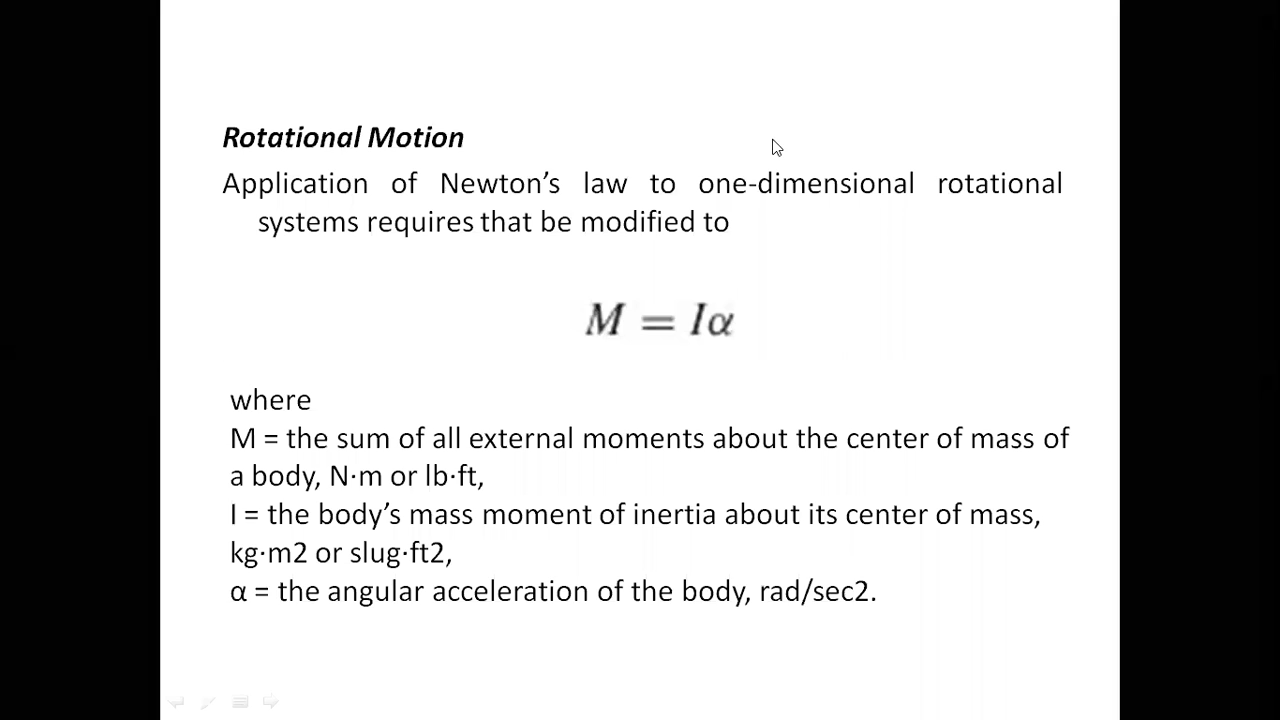 Rotational Motion
Application of Newton’s law to one-dimensional rotational
systems requires that be modified to
M = Iα
where
M = the sum of all external moments about the center of mass of
a body, N·m or lb·ft,
I = the body’s mass moment of inertia about its center of mass,
kg·m2 or slug·ft2,
α = the angular acceleration of the body, rad/sec2.